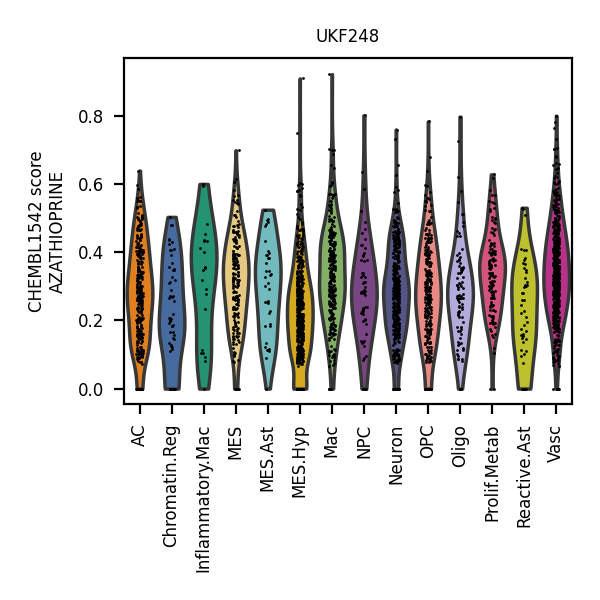 UKF248
CHEMBL1542 score
AZATHIOPRINE
0.8
0.6
0.4
0.2
0.0
AC
Chromatin.Reg
Inflammatory.Mac
MES
MES.Ast
MES.Hyp
Mac
NPC
Neuron
OPC
Oligo
Prolif.Metab
Reactive.Ast
Vasc